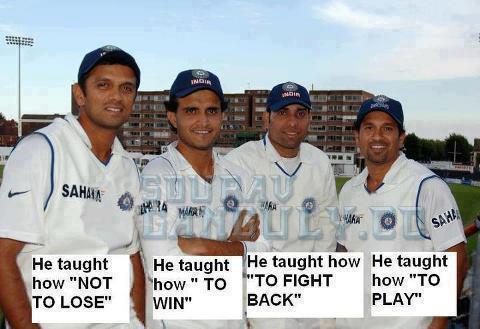 INDIA
INDIA
INDIA
SAHARA
SAHARA
SAHARA
SAHARA
SOURAV
GANGULY.CO
He taught
how "NOT
TO LOSE"
He taught
how " TO
WIN"
He taught how
"TO FIGHT
BACK"
He taught
how "TO
PLAY"